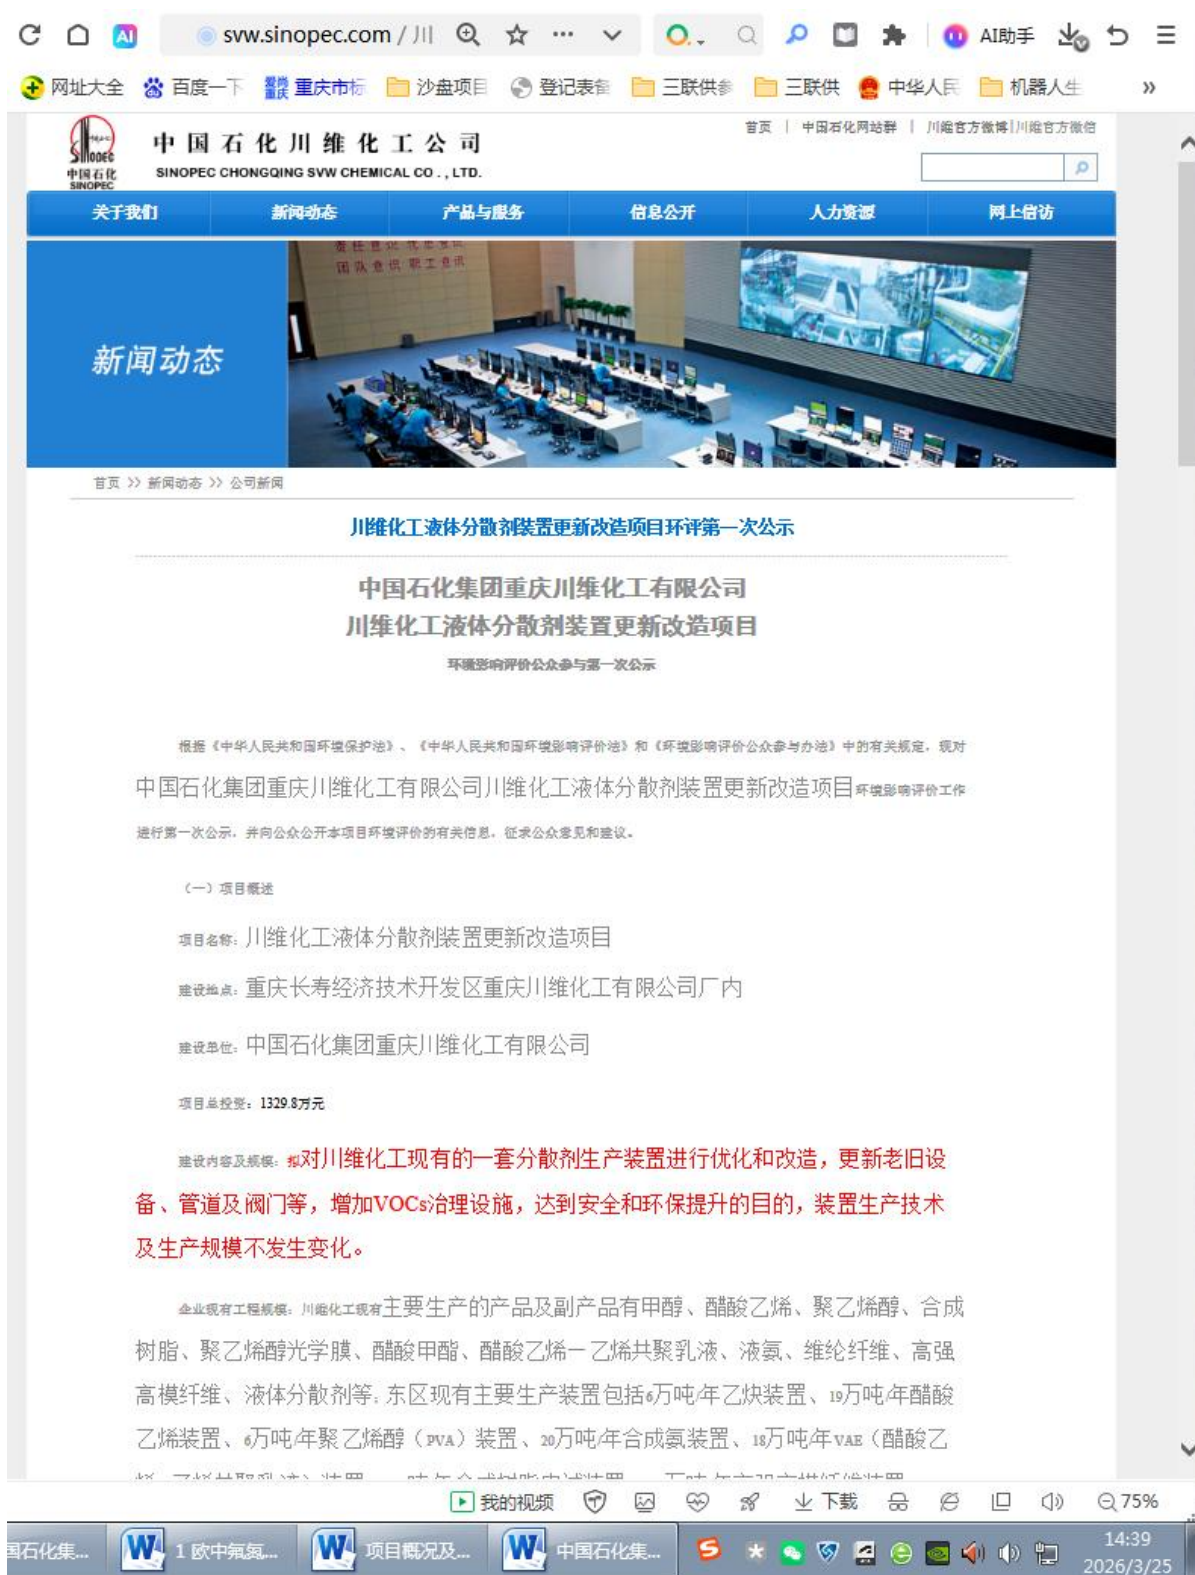 AI
svw.sinopec.com / 川
AI助手
网址大全 百度一下 重庆市标 沙盘项目 登记表备 三联供参 三联供 中华人民 机器人生 »
SINOPEC
中国石化
SINOPEC
中国石化川维化工公司
SINOPEC CHONGQING SVW CHEMICAL CO . , LTD.
首页 | 中国石化网站群 | 川维官方微博|川维官方微信
关于我们 新闻动态 产品与服务 信息公开 人力资源 网上信访
团队意识 职工意识
新闻动态
首页 >> 新闻动态 >> 公司新闻
川维化工液体分散剂装置更新改造项目环评第一次公示
中国石化集团重庆川维化工有限公司
川维化工液体分散剂装置更新改造项目
环境影响评价公众参与第一次公示
根据《中华人民共和国环境保护法》、《中华人民共和国环境影响评价法》和《环境影响评价公众参与办法》中的有关规定，现对
中国石化集团重庆川维化工有限公司川维化工液体分散剂装置更新改造项目环境影响评价工作
进行第一次公示，并向公众公开本项目环境评价的有关信息，征求公众意见和建议。
（一）项目概述
项目名称：川维化工液体分散剂装置更新改造项目
建设地点：重庆长寿经济技术开发区重庆川维化工有限公司厂内
建设单位：中国石化集团重庆川维化工有限公司
项目总投资：1329.8万元
建设内容及规模：拟对川维化工现有的一套分散剂生产装置进行优化和改造，更新老旧设
备、管道及阀门等，增加VOCs治理设施，达到安全和环保提升的目的，装置生产技术
及生产规模不发生变化。
企业现有工程规模：川维化工现有主要生产的产品及副产品有甲醇、醋酸乙烯、聚乙烯醇、合成
树脂、聚乙烯醇光学膜、醋酸甲酯、醋酸乙烯－乙烯共聚乳液、液氨、维纶纤维、高强
高模纤维、液体分散剂等。东区现有主要生产装置包括6万吨/年乙炔装置、19万吨/年醋酸
乙烯装置、6万吨/年聚乙烯醇（PVA）装置、20万吨/年合成氨装置、18万吨/年VAE（醋酸乙
我的视频 下载 75%
国石化集... 1 欧中氟氮... 项目概况及... 中国石化集... 14:39
2026/3/25